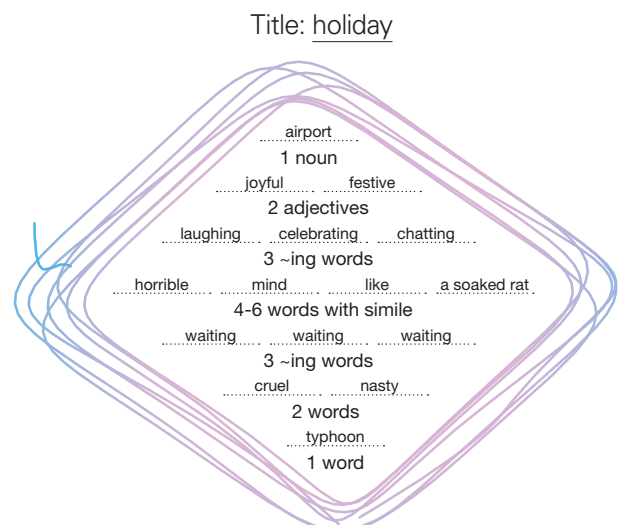 Title: holiday
airport
1 noun
joyful festive
2 adjectives
laughing celebrating chatting
3 ~ing words
horrible mind like a soaked rat
4-6 words with simile
waiting waiting waiting
3 ~ing words
cruel nasty
2 words
typhoon
1 word